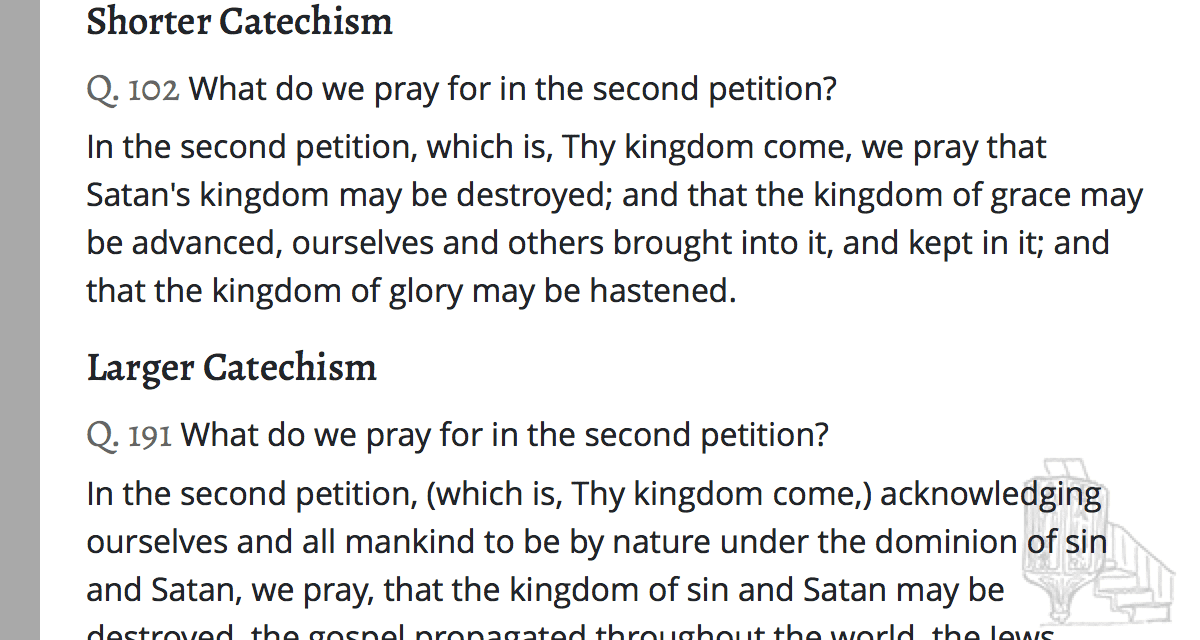 Shorter Catechism
Q. 102 What do we pray for in the second petition?
In the second petition, which is, Thy kingdom come, we pray that
Satan's kingdom may be destroyed; and that the kingdom of grace may
be advanced, ourselves and others brought into it, and kept in it; and
that the kingdom of glory may be hastened.
Larger Catechism
Q. 191 What do we pray for in the second petition?
In the second petition, (which is, Thy kingdom come,) acknowledging
ourselves and all mankind to be by nature under the dominion of sin
and Satan, we pray, that the kingdom of sin and Satan may be
destroyed, the gospel propagated throughout the world, the Jews